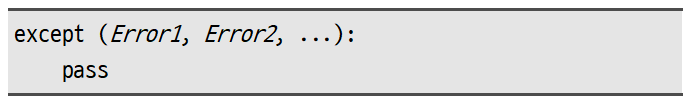 except (Error1, Error2, ...):
    pass